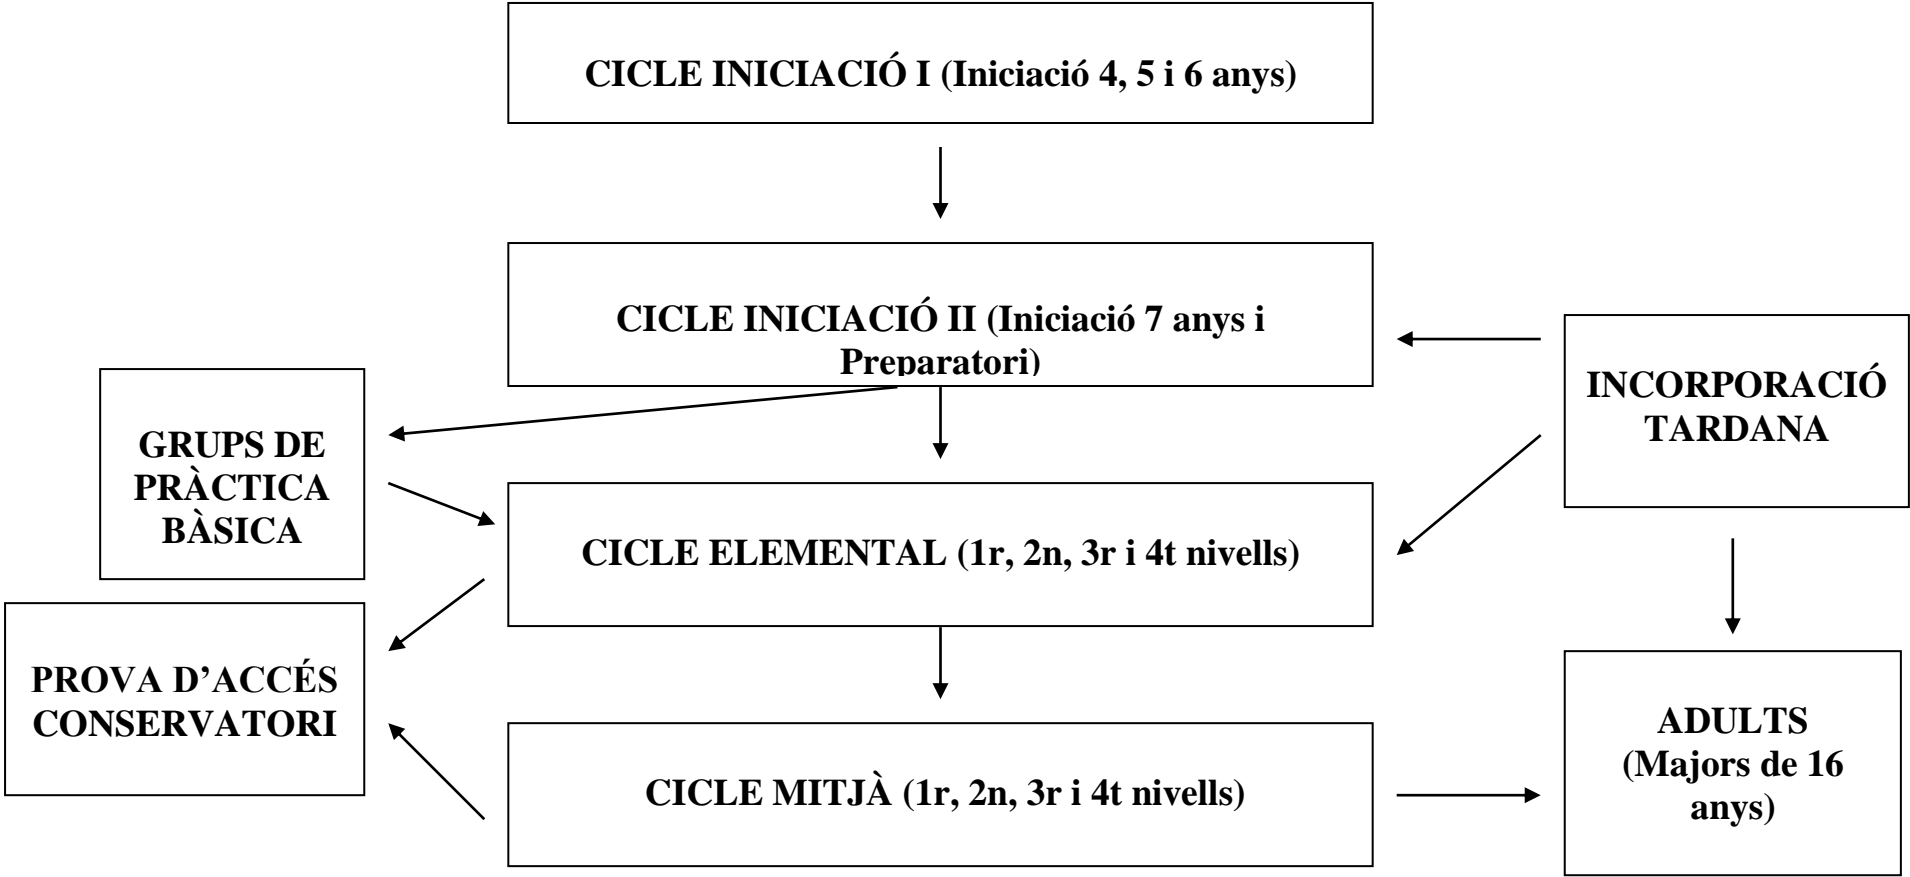 CICLE INICIACIÓ I (Iniciació 4, 5 i 6 anys)
CICLE INICIACIÓ II (Iniciació 7 anys i
Preparatori)
INCORPORACIÓ
TARDANA
GRUPS DE
PRÀCTICA
BÀSICA
CICLE ELEMENTAL (1r, 2n, 3r i 4t nivells)
PROVA D’ACCÉS
CONSERVATORI
ADULTS
(Majors de 16
anys)
CICLE MITJÀ (1r, 2n, 3r i 4t nivells)